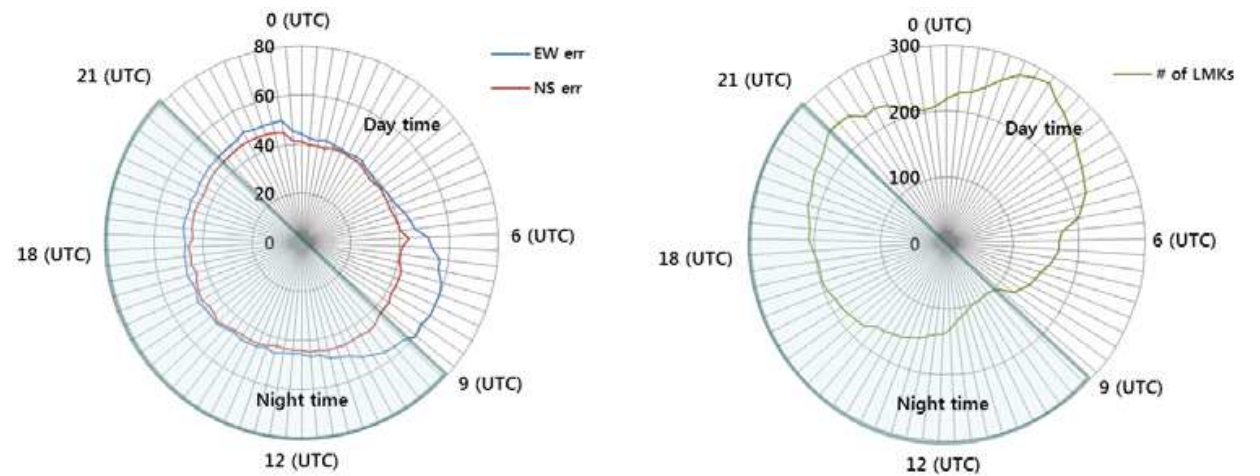 0 (UTC)
80
EW err
NS err
21 (UTC)
60
Day time
40
20
0
6 (UTC)
18 (UTC)
9 (UTC)
Night time
12 (UTC)
0 (UTC)
300
# of LMKs
21 (UTC)
200
Day time
100
0
6 (UTC)
18 (UTC)
9 (UTC)
Night time
12 (UTC)